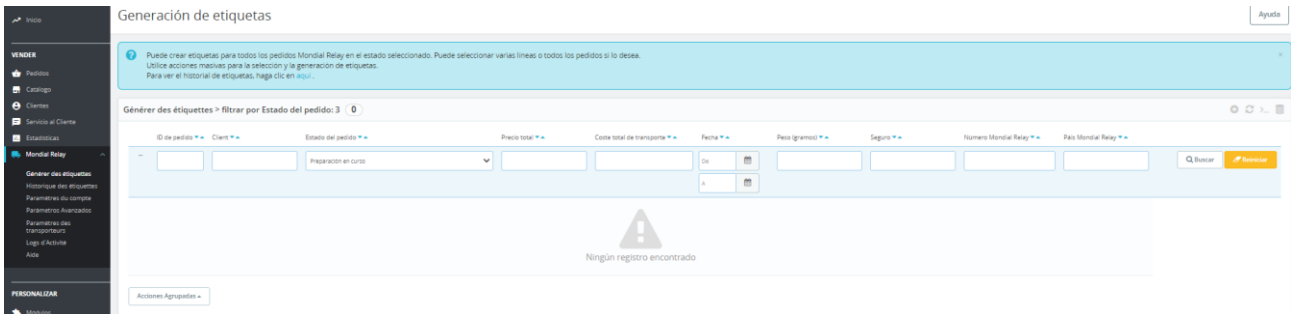 Inicio
Generación de etiquetas
Ayuda
VENDER
Pedidos
Catálogo
Clientes
Servicio al Cliente
Estadísticas
Mondial Relay
Générer des étiquettes
Historique des étiquettes
Paramètres du compte
Parámetros Avanzados
Paramètres des
transporteurs
Logs d'Activité
Aide
PERSONALIZAR
Módulos
Puede crear etiquetas para todos los pedidos Mondial Relay en el estado seleccionado. Puede seleccionar varias líneas o todos los pedidos si lo desea.
Utilice acciones masivas para la selección y la generación de etiquetas.
Para ver el historial de etiquetas, haga clic en aquí.
Générer des étiquettes > filtrar por Estado del pedido: 3 0
ID de pedido Client Estado del pedido Precio total Coste total de transporte Fecha Peso (gramos) Seguro Número Mondial Relay País Mondial Relay
-- Preparación en curso De Buscar Reiniciar
A
Ningún registro encontrado
Acciones Agrupadas